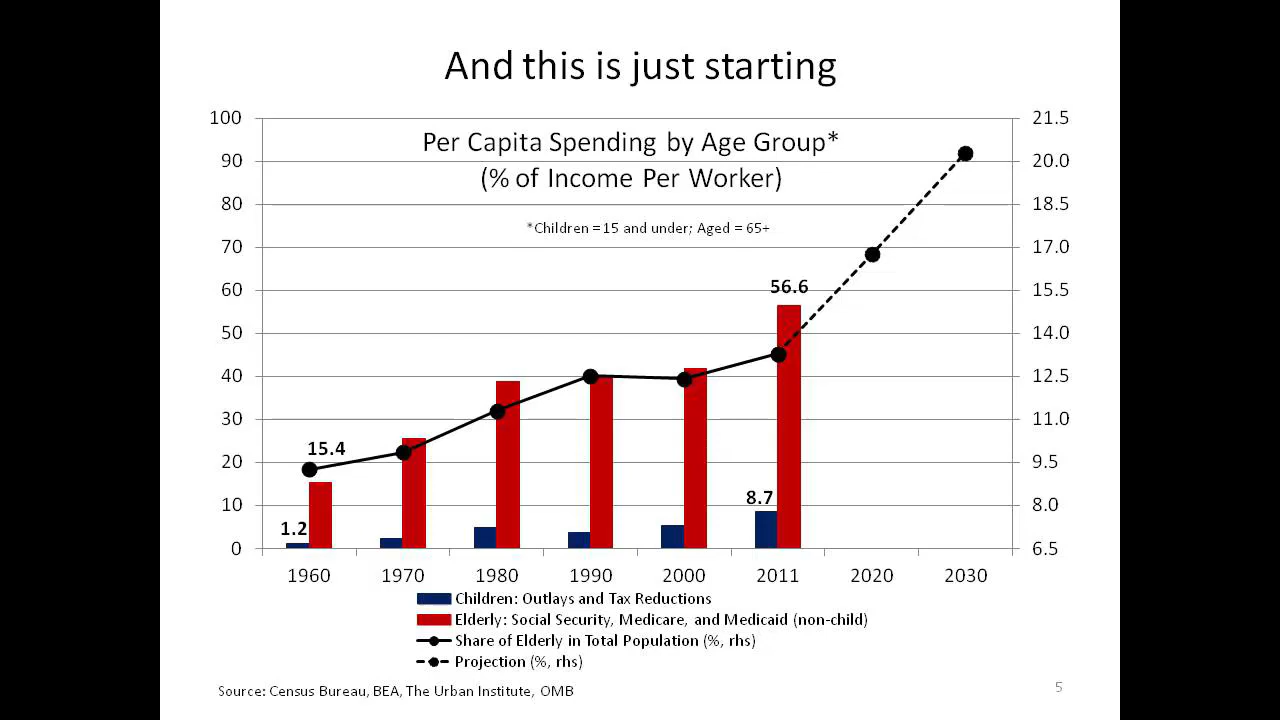 And this is just starting
Per Capita Spending by Age Group*
(% of Income Per Worker)
*Children =15 and under; Aged = 65+
100
90
80
70
60
50
40
30
20
10
0
21.5
20.0
18.5
17.0
15.5
14.0
12.5
11.0
9.5
8.0
6.5
1.2
15.4
8.7
56.6
1960 1970 1980 1990 2000 2011 2020 2030
Children: Outlays and Tax Reductions
Elderly: Social Security, Medicare, and Medicaid (non-child)
Share of Elderly in Total Population (%, rhs)
Projection (%, rhs)
Source: Census Bureau, BEA, The Urban Institute, OMB
5